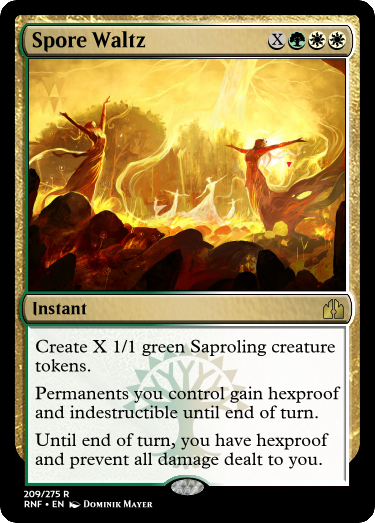 Spore Waltz X
Instant
Create X 1/1 green Saproling creature
tokens.
Permanents you control gain hexproof
and indestructible until end of turn.
Until end of turn, you have hexproof
and prevent all damage dealt to you.
209/275 R
RNF • EN Dominik Mayer